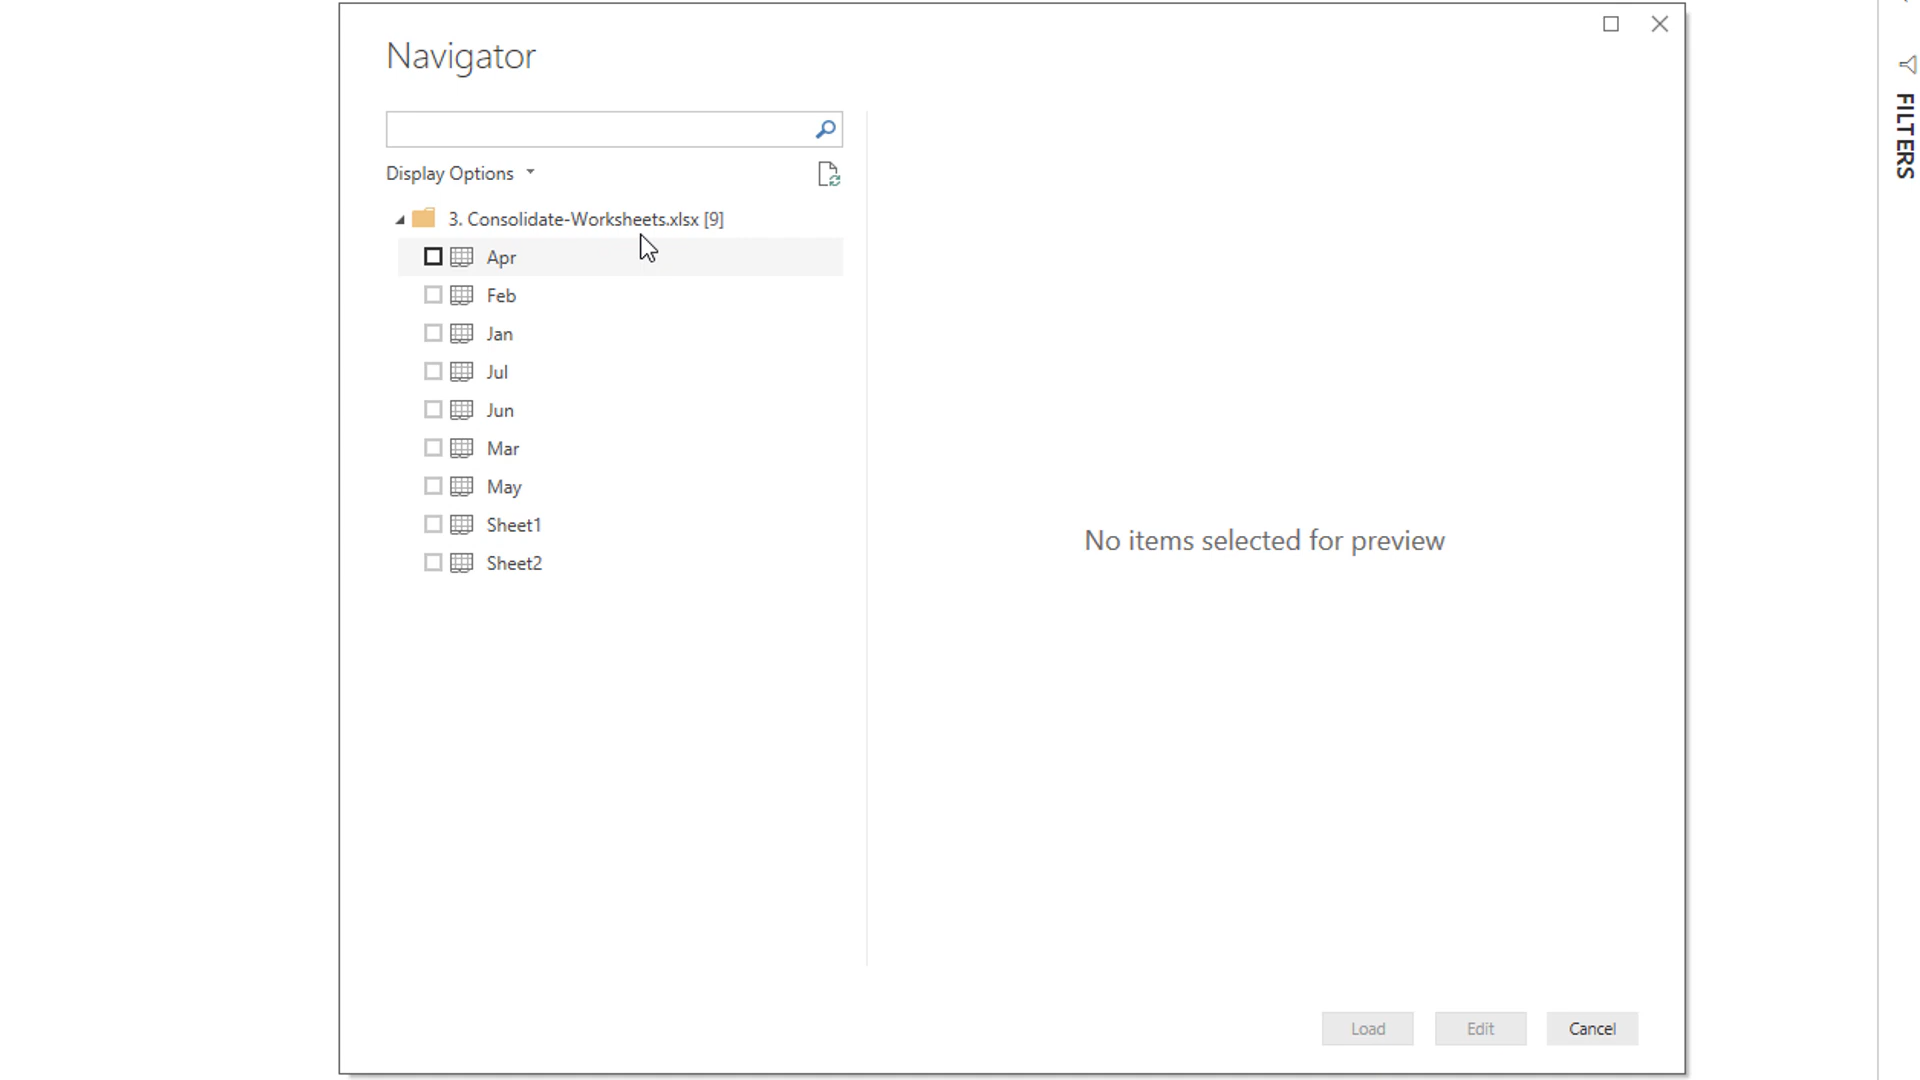 Navigator
Display Options
3. Consolidate-Worksheets.xlsx [9]
Apr
Feb
Jan
Jul
Jun
Mar
May
Sheet1
Sheet2
No items selected for preview
Load
Edit
Cancel
FILTERS